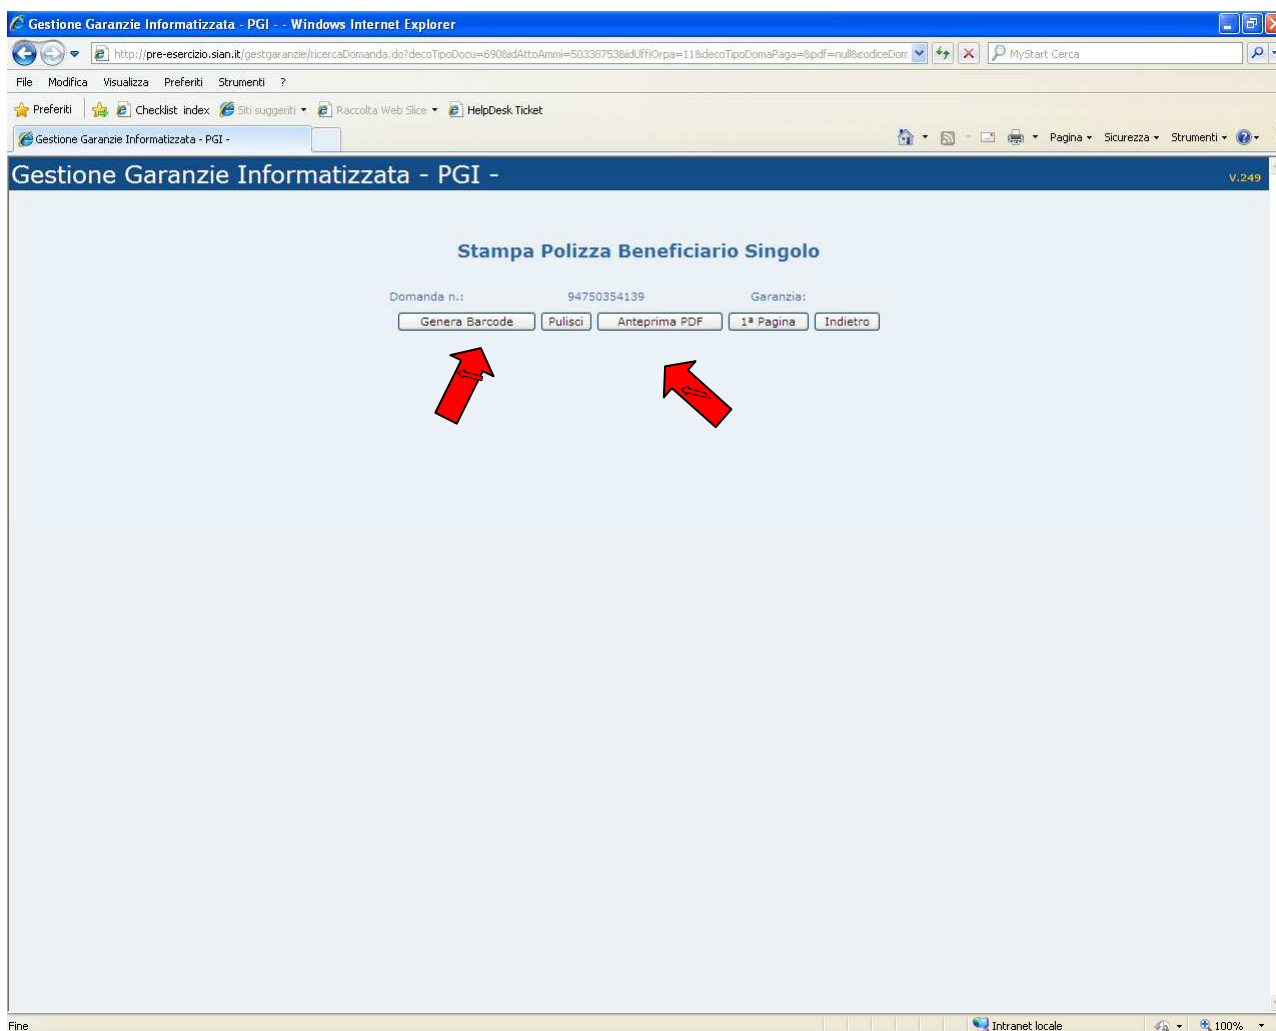 Gestione Garanzie Informatizzata - PGI - - Windows Internet Explorer
http://pre-esercizio.sian.it/gestgaranzie/ricercaDomanda.do?decoTipoDocu=690&idAttoAmmi=50338753&idUffiOrpa=11&decoTipoDomaPaga=&pdf=null&codiceDom
MyStart Cerca
File Modifica Visualizza Preferiti Strumenti ?
Preferiti Checklist index Siti suggeriti Raccolta Web Slice HelpDesk Ticket
Gestione Garanzie Informatizzata - PGI - Pagina Sicurezza Strumenti
Gestione Garanzie Informatizzata - PGI - V.249
Stampa Polizza Beneficiario Singolo
Domanda n.: 94750354139 Garanzia:
Genera Barcode Pulisci Anteprima PDF 1ª Pagina Indietro
Fine Intranet locale 100%